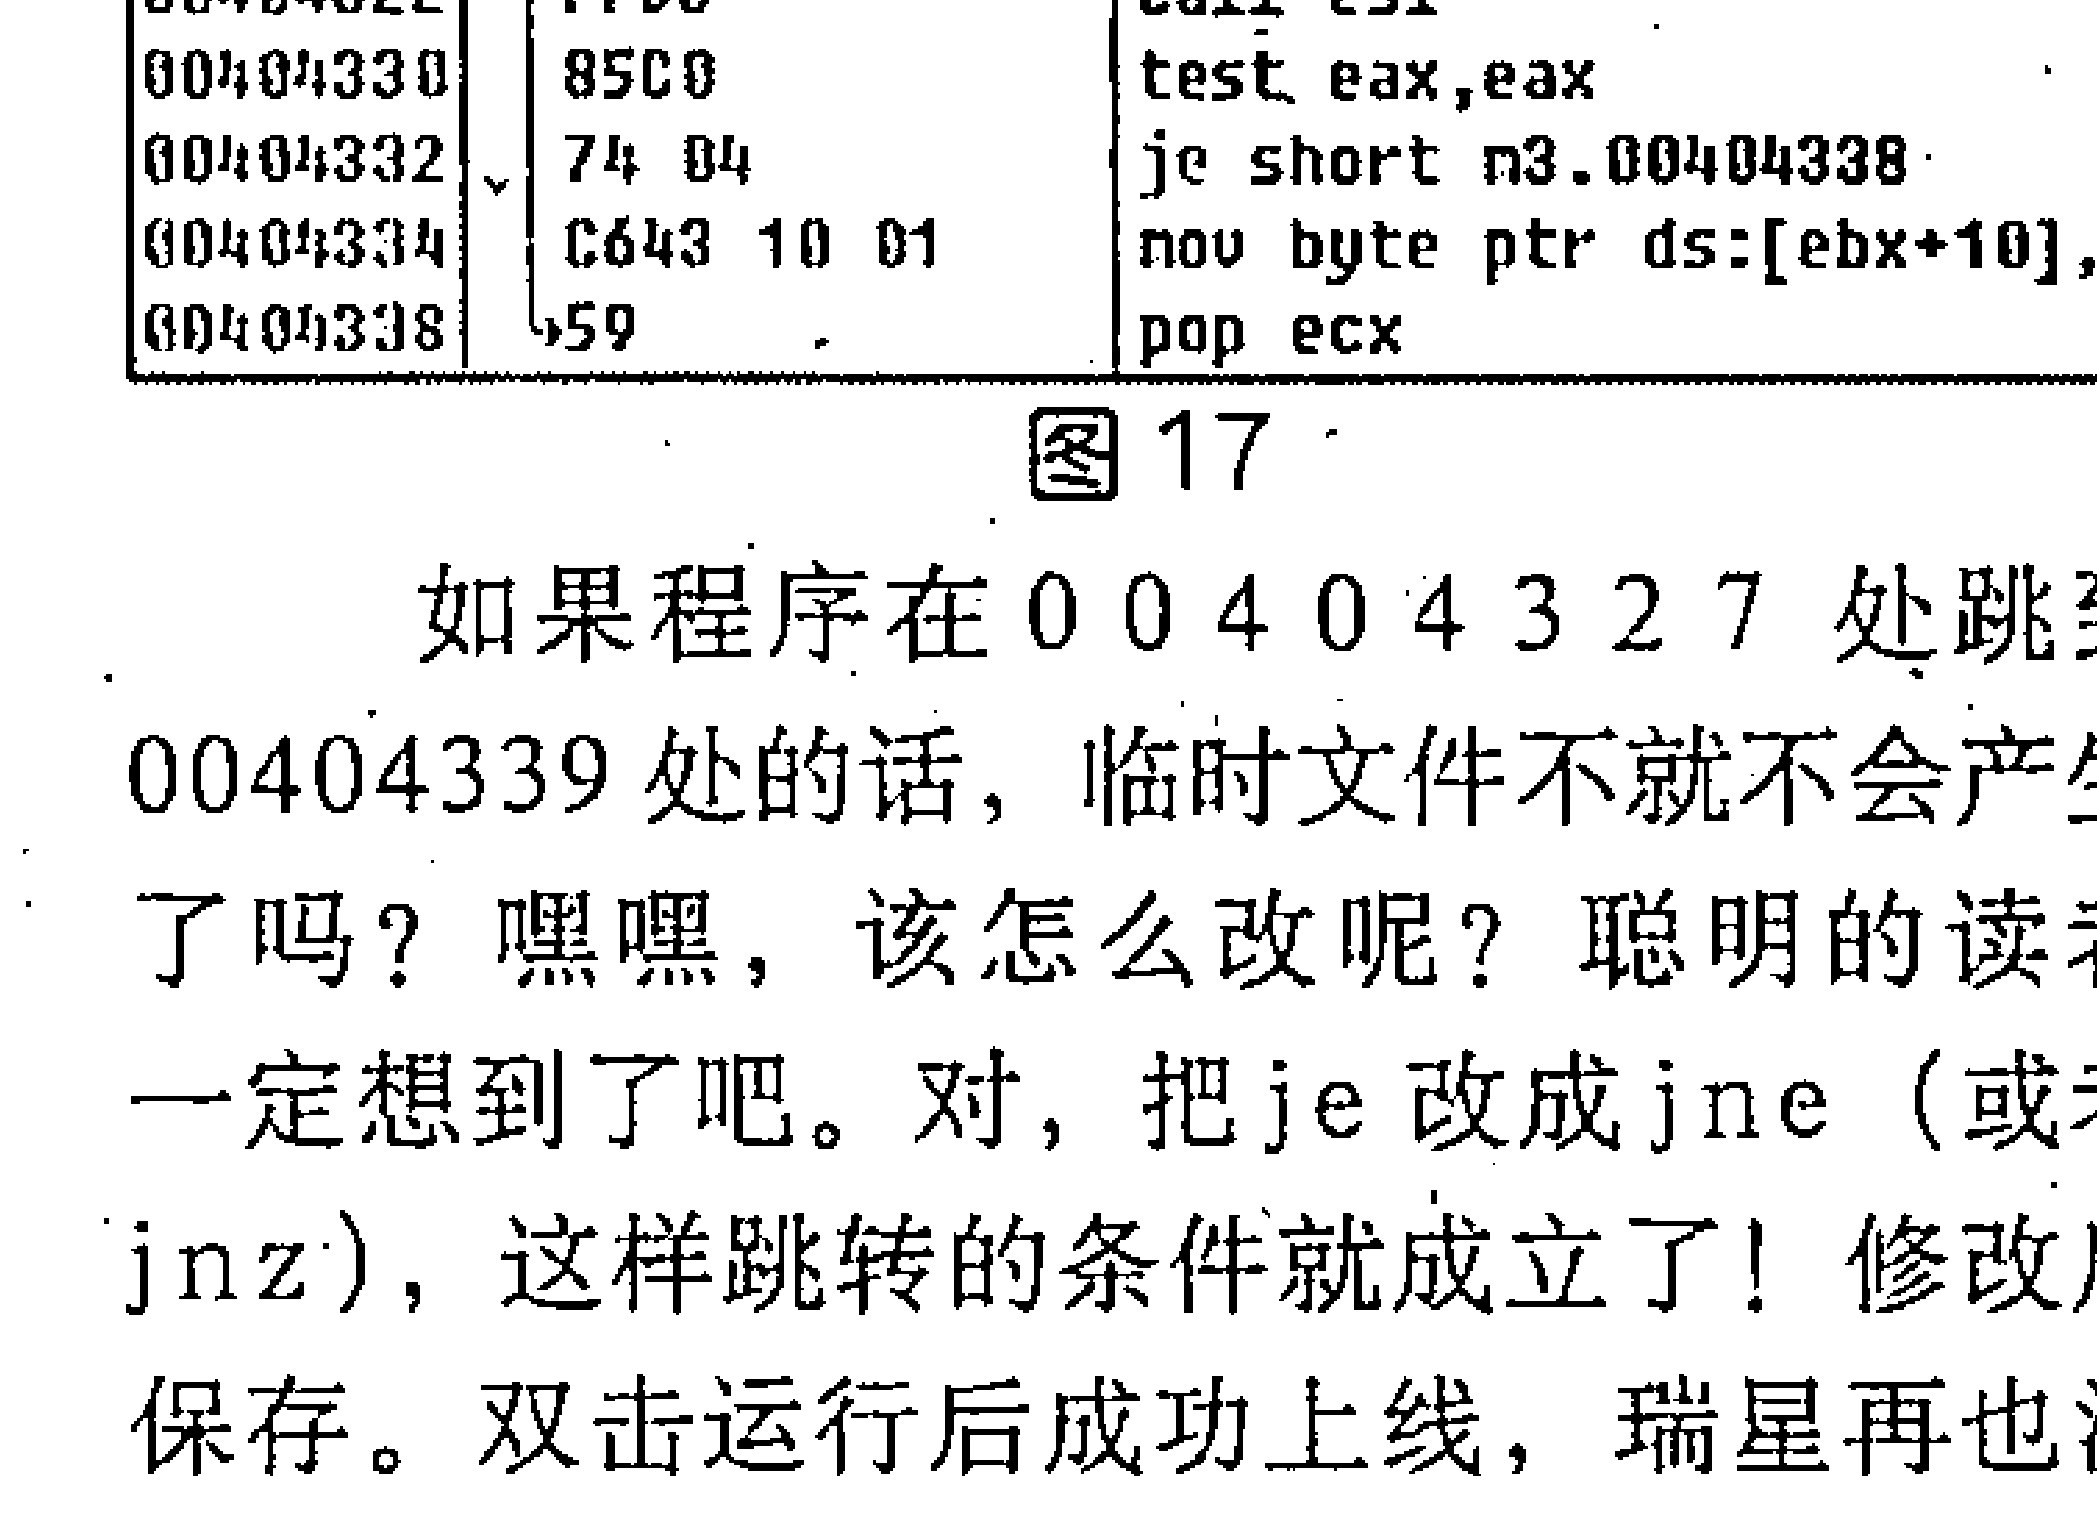 00404330 85C0 test eax,eax
00404332 74 04 je short m3.00404338
00404334 C643 10 01 mov byte ptr ds:[ebx+10],
00404338 59 pop ecx
图 17
如果程序在00404327 处跳
00404339 处的话，临时文件不就不会产
了吗？嘿嘿，该怎么改呢？聪明的读
一定想到了吧。对，把je 改成jne（或
jnz），这样跳转的条件就成立了！修改
保存。双击运行后成功上线，瑞星再也